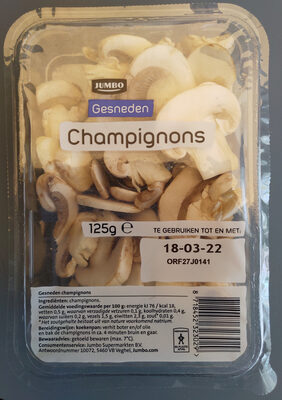 JUMBO
Gesneden
Champignons
125g ℮
TE GEBRUIKEN TOT EN MET:
18-03-22
ORF27J0141
Gesneden champignons
Ingrediënten: champignons.
Gemiddelde voedingswaarde per 100 g: energie kJ 76 / kcal 18,
vetten 0,5 g, waarvan verzadigde vetzuren 0,1 g, koolhydraten 0,4 g,
waarvan suikers 0,2 g, vezels 1,5 g, eiwitten 2,3 g, zout* 0,01 g.
Bereidingswijze: koekenpan: verhit boter en/of olie
en bak de champignons in ca. 4 minuten bruin en gaar.
Bewaaradvies: gekoeld bewaren (max. 7°C).
Consumentenservice: Jumbo Supermarkten B.V.
Antwoordnummer 10072, 5460 VB Veghel, Jumbo.com